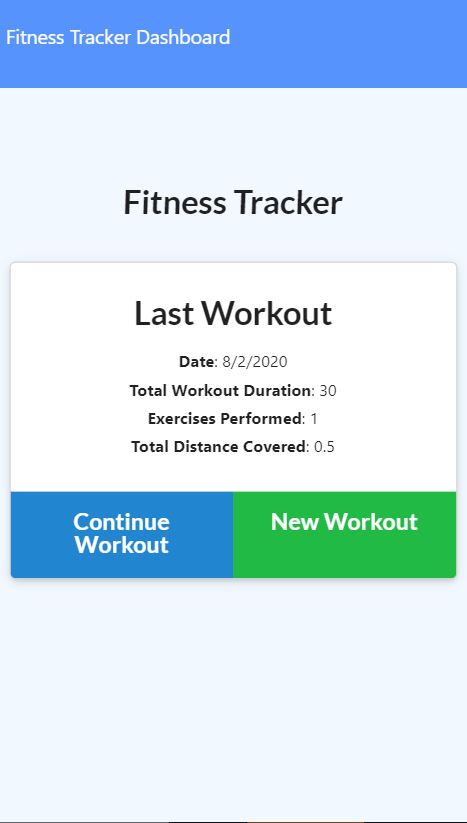 Fitness Tracker Dashboard
Fitness Tracker
Last Workout
Date: 8/2/2020
Total Workout Duration: 30
Exercises Performed: 1
Total Distance Covered: 0.5
Continue
Workout
New Workout